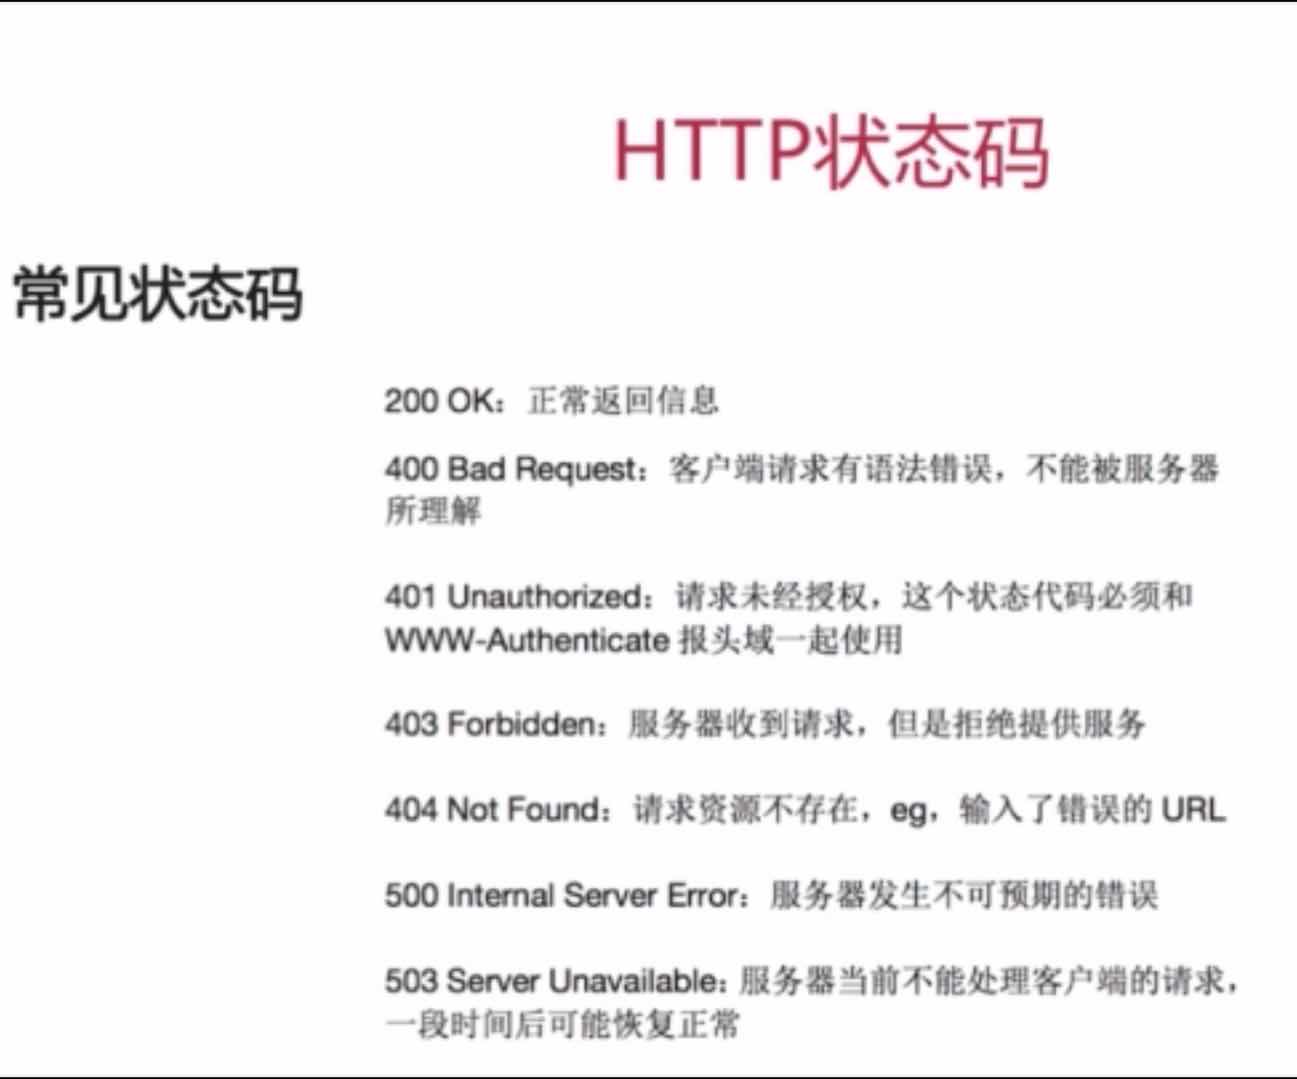 HTTP状态码
常见状态码
200 OK：正常返回信息
400 Bad Request：客户端请求有语法错误，不能被服务器
所理解
401 Unauthorized：请求未经授权，这个状态代码必须和
WWW-Authenticate 报头域一起使用
403 Forbidden：服务器收到请求，但是拒绝提供服务
404 Not Found：请求资源不存在，eg，输入了错误的 URL
500 Internal Server Error：服务器发生不可预期的错误
503 Server Unavailable：服务器当前不能处理客户端的请求，
一段时间后可能恢复正常